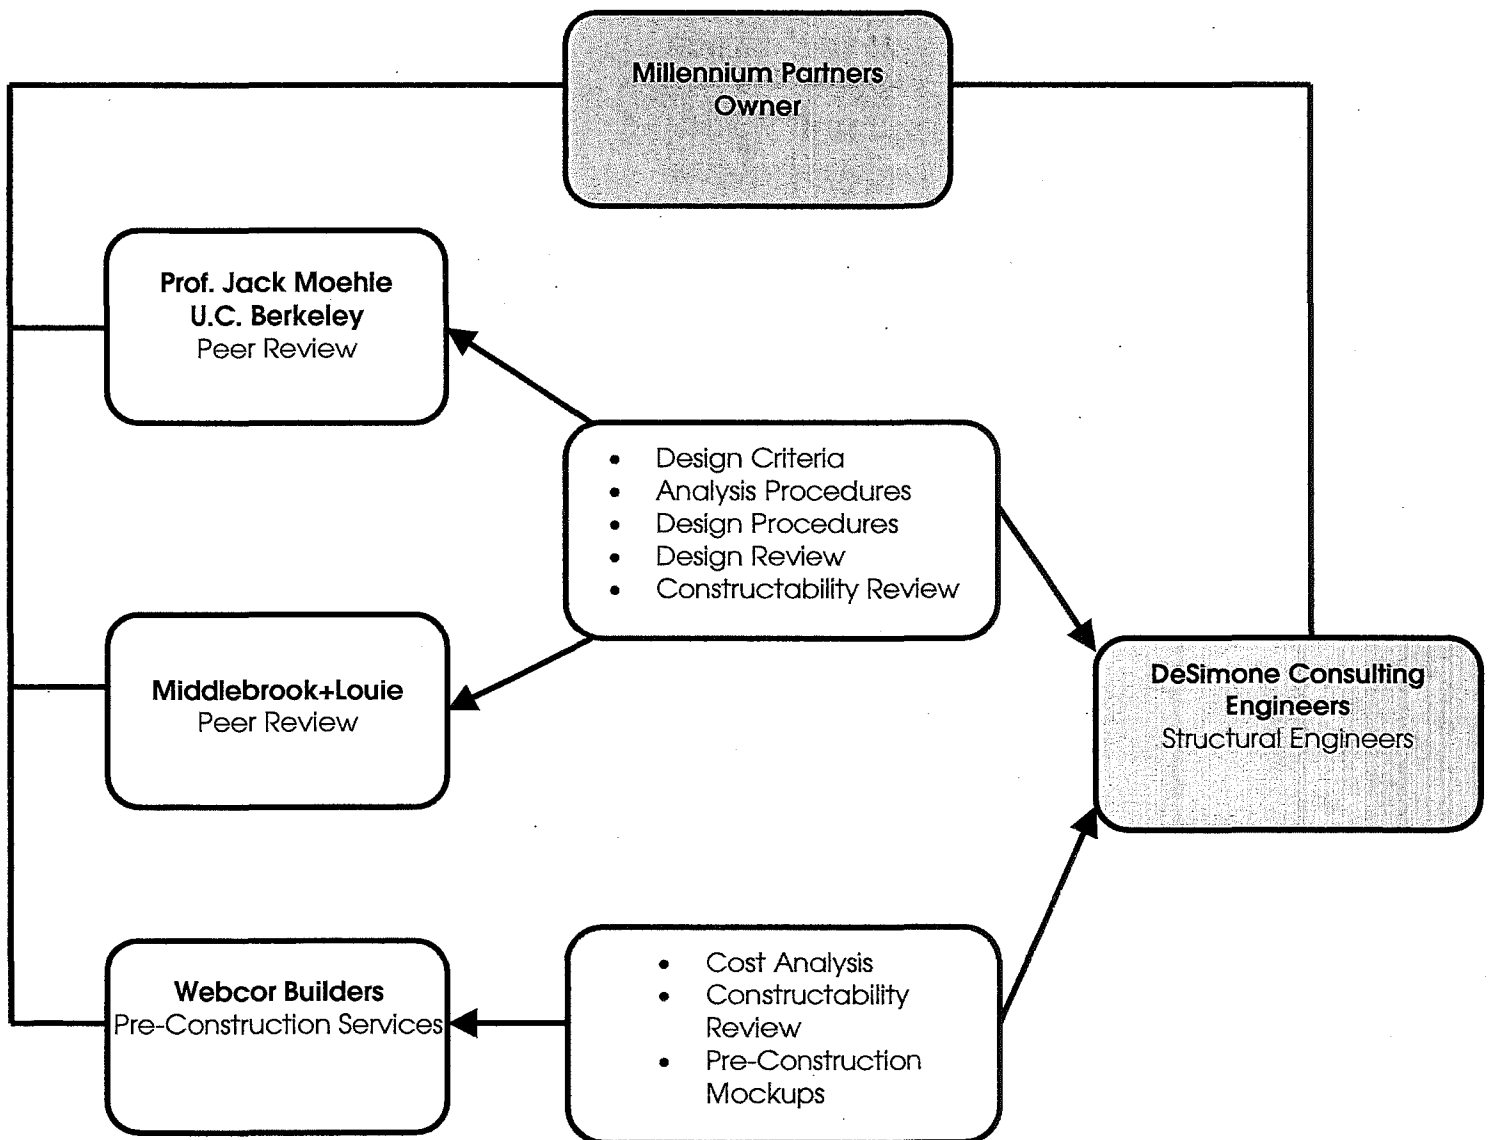 Millennium Partners
Owner
Prof. Jack Moehle
U.C. Berkeley
Peer Review
• Design Criteria
• Analysis Procedures
• Design Procedures
• Design Review
• Constructability Review
Middlebrook+Louie
Peer Review
DeSimone Consulting
Engineers
Structural Engineers
Webcor Builders
Pre-Construction Services
• Cost Analysis
• Constructability
Review
• Pre-Construction
Mockups